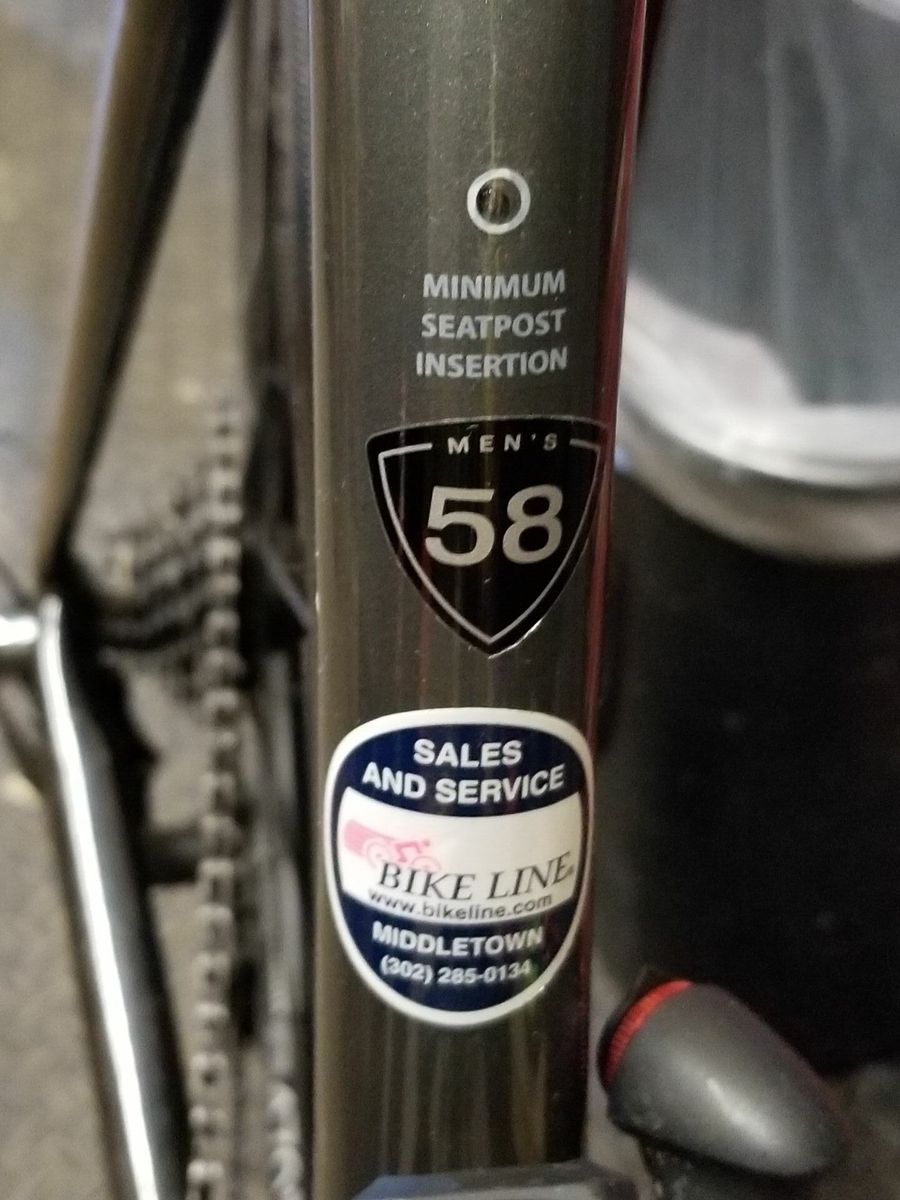 MINIMUM
SEATPOST
INSERTION
MEN'S
58
SALES
AND SERVICE
BIKE LINE
www.bikeline.com
MIDDLETOWN
(302) 285-0134